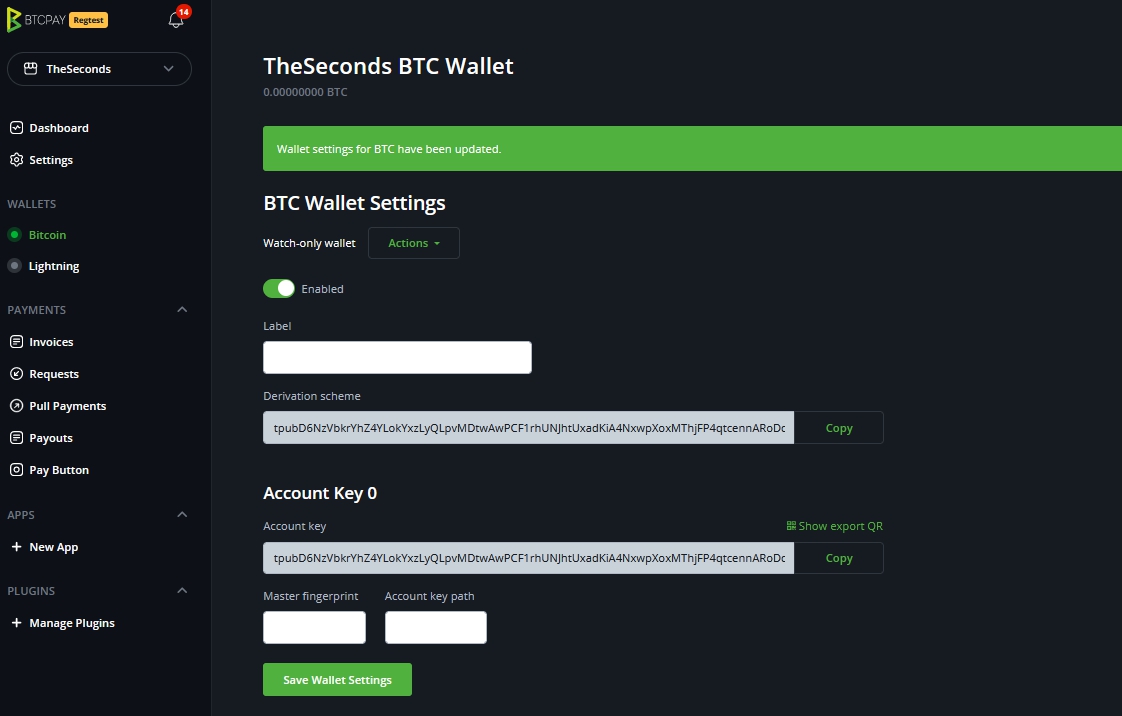 BTCPAY Regtest
14
TheSeconds
Dashboard
Settings
WALLETS
Bitcoin
Lightning
PAYMENTS
Invoices
Requests
Pull Payments
Payouts
Pay Button
APPS
New App
PLUGINS
Manage Plugins
TheSeconds BTC Wallet
0.00000000 BTC
Wallet settings for BTC have been updated.
BTC Wallet Settings
Watch-only wallet Actions
Enabled
Label
Derivation scheme
tpubD6NzVbkrYhZ4YLokYxzLyQLpvMDtwAwPCF1rhUNJhtUxadKiA4NxwpXoxMThjFP4qtcennARoDc Copy
Account Key 0
Account key Show export QR
tpubD6NzVbkrYhZ4YLokYxzLyQLpvMDtwAwPCF1rhUNJhtUxadKiA4NxwpXoxMThjFP4qtcennARoDc Copy
Master fingerprint Account key path
Save Wallet Settings